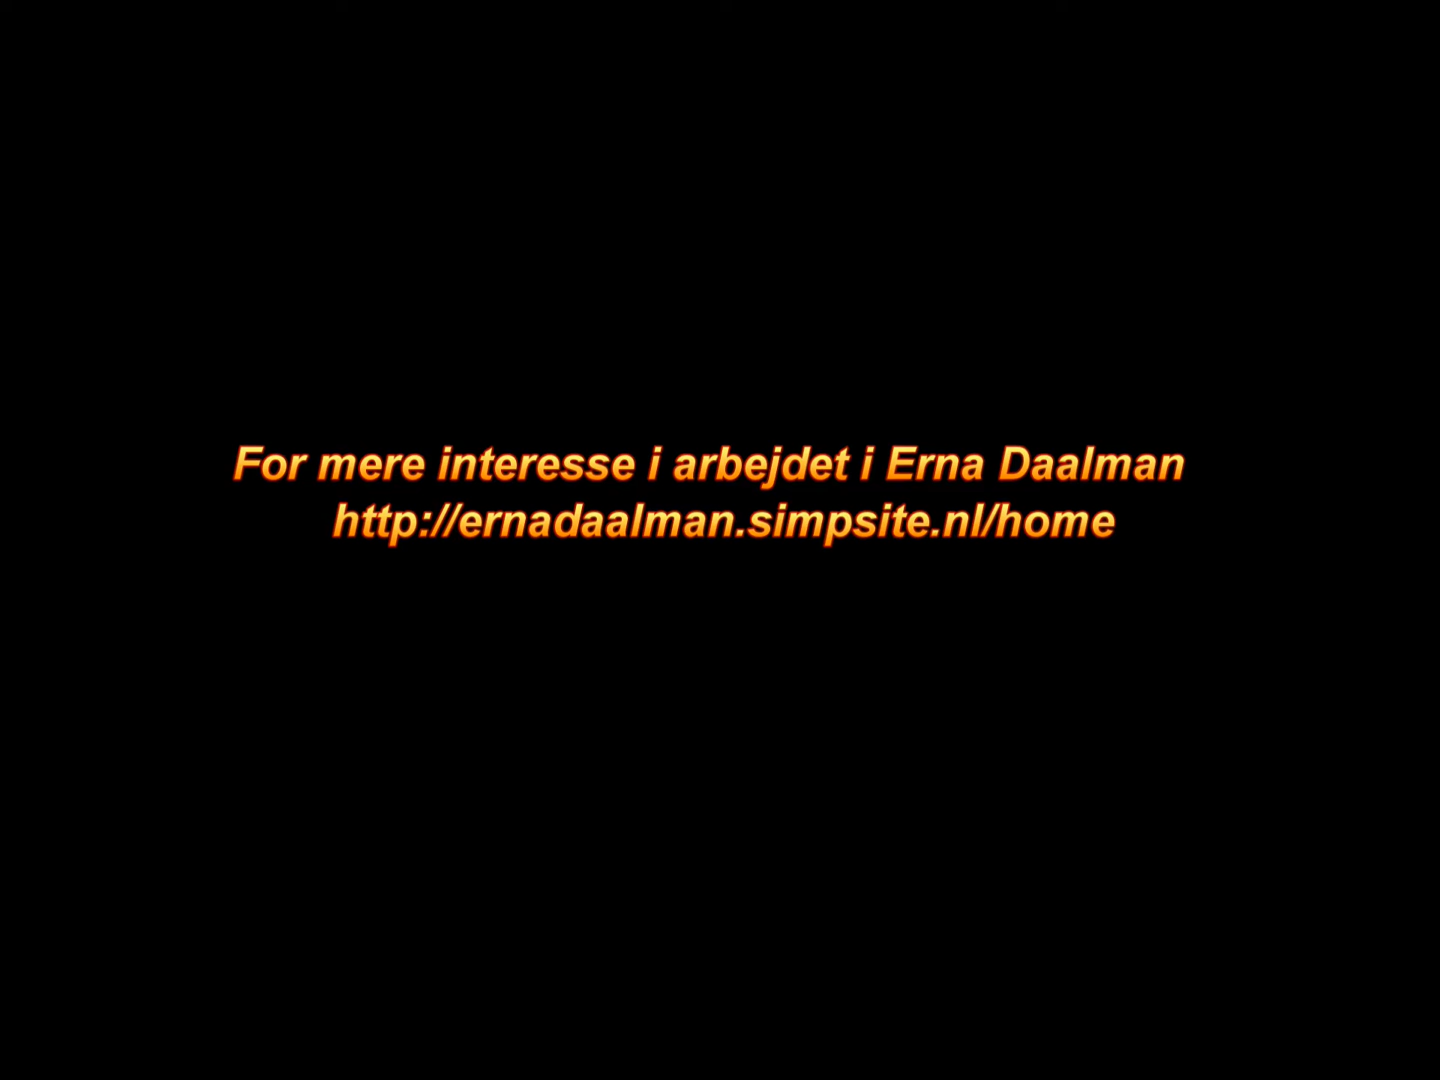 For mere interesse i arbejdet i Erna Daalman
http://ernadaalman.simpsite.nl/home